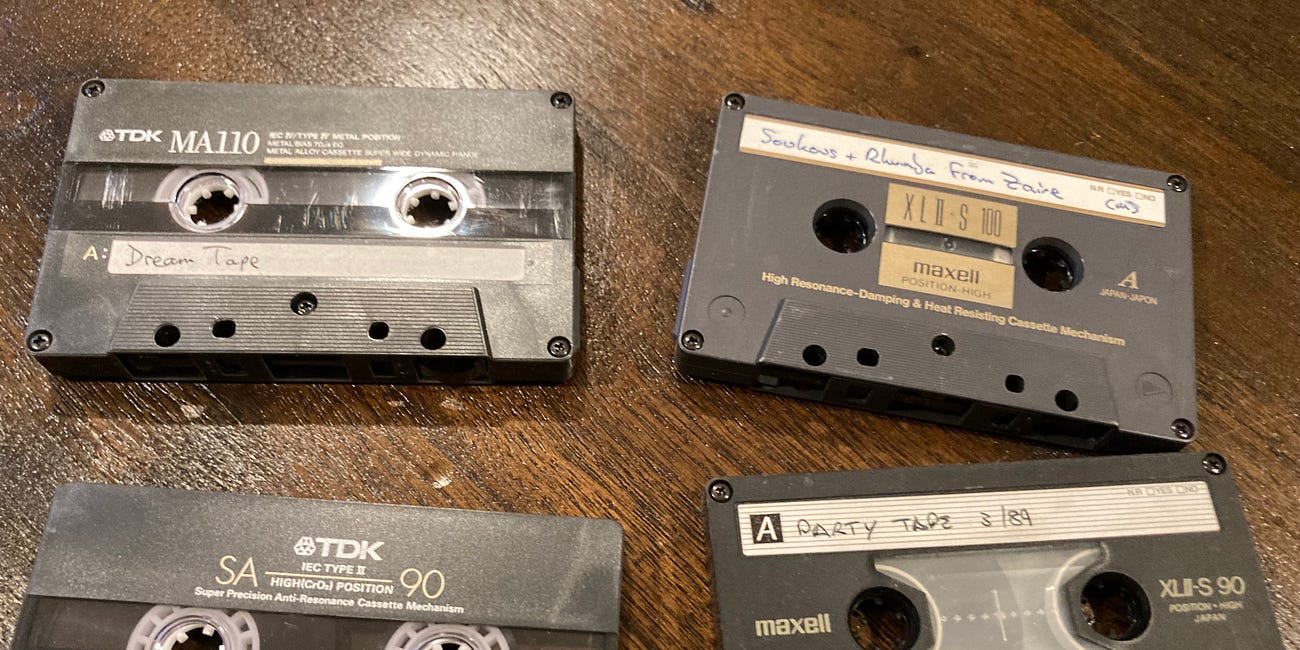 TDK MA110
IEC IV/TYPE IV METAL POSITION
METAL BIAS 70μs EQ
METAL ALLOY CASSETTE SUPER WIDE DYNAMIC RANGE
A: Dream Tape
Soukous + Rhumba From Zaire
N.R □YES □NO
XLII-S 100
maxell
POSITION-HIGH
A
JAPAN-JAPON
High Resonance-Damping & Heat Resisting Cassette Mechanism
TDK
IEC TYPE II
SA HIGH(CrO₂) POSITION 90
Super Precision Anti-Resonance Cassette Mechanism
N.R □YES □NO
A PARTY TAPE 3/89
maxell
XLII-S 90
POSITION・HIGH
JAPAN